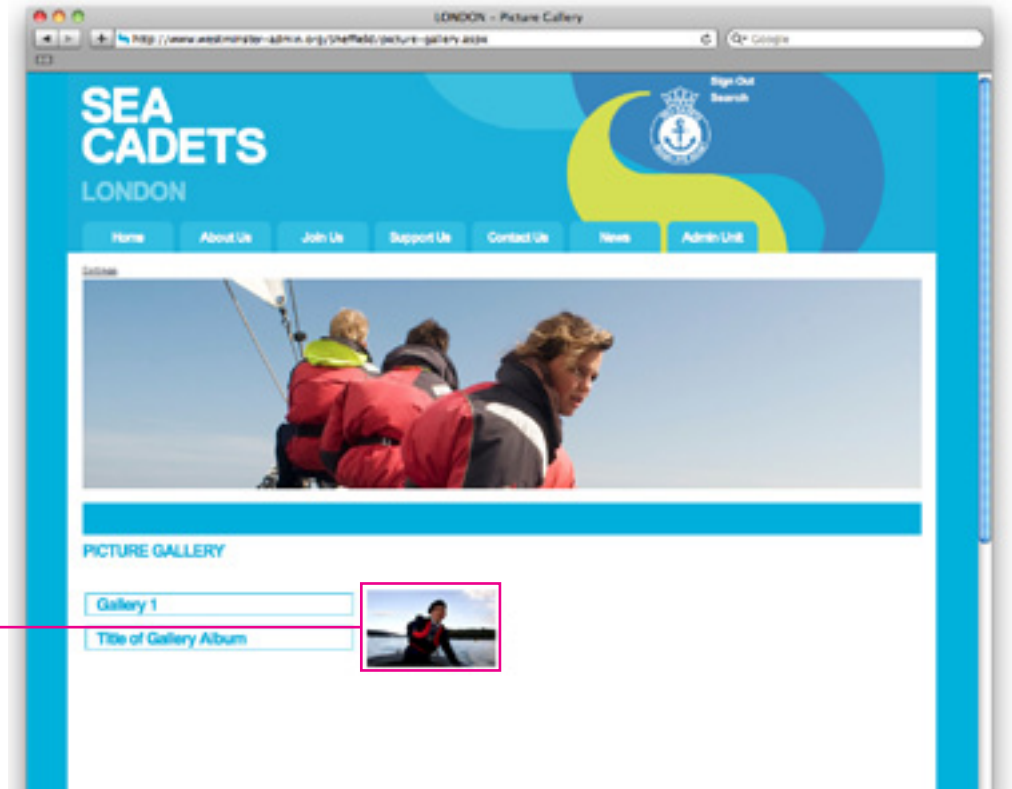 LONDON – Picture Gallery
http://www.westminster-admin.org/Sheffield/picture-gallery.aspx
Google
Sign Out
Search
SEA
CADETS
LONDON
Home
About Us
Join Us
Support Us
Contact Us
News
Admin Unit
PICTURE GALLERY
Gallery 1
Title of Gallery Album